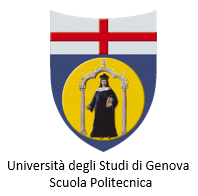 Università degli Studi di Genova
Scuola Politecnica